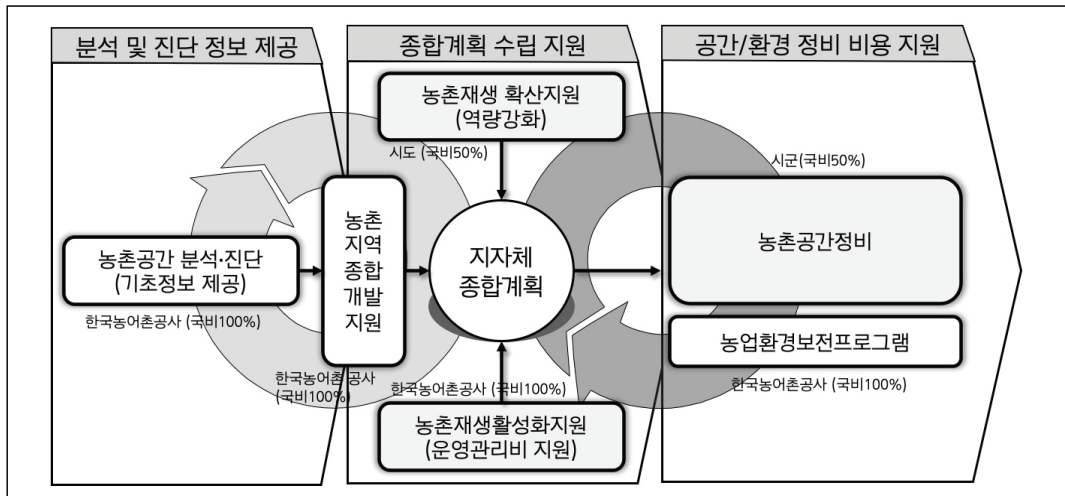 분석 및 진단 정보 제공
종합계획 수립 지원
공간/환경 정비 비용 지원
농촌재생 확산지원
(역량강화)
시도 (국비50%)
시군(국비50%)
농촌
지역
종합
개발
지원
농촌공간 분석·진단
(기초정보 제공)
한국농어촌공사 (국비100%)
지자체
종합계획
농촌공간정비
농업환경보전프로그램
한국농어촌공사 (국비100%)
한국농어촌 공사
(국비100%)
한국농어촌공사 (국비100%)
농촌재생활성화지원
(운영관리비 지원)